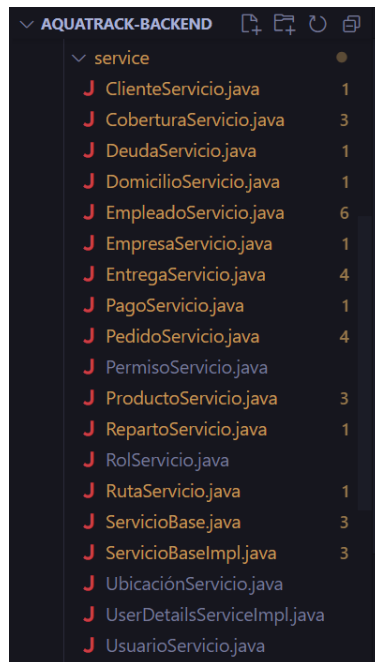 AQUATRACK-BACKEND
service
J ClienteServicio.java 1
J CoberturaServicio.java 3
J DeudaServicio.java 1
J DomicilioServicio.java 1
J EmpleadoServicio.java 6
J EmpresaServicio.java 1
J EntregaServicio.java 4
J PagoServicio.java 1
J PedidoServicio.java 4
J PermisoServicio.java
J ProductoServicio.java 3
J RepartoServicio.java 1
J RolServicio.java
J RutaServicio.java 1
J ServicioBase.java 3
J ServicioBaseImpl.java 3
J UbicaciónServicio.java
J UserDetailsServiceImpl.java
J UsuarioServicio.java